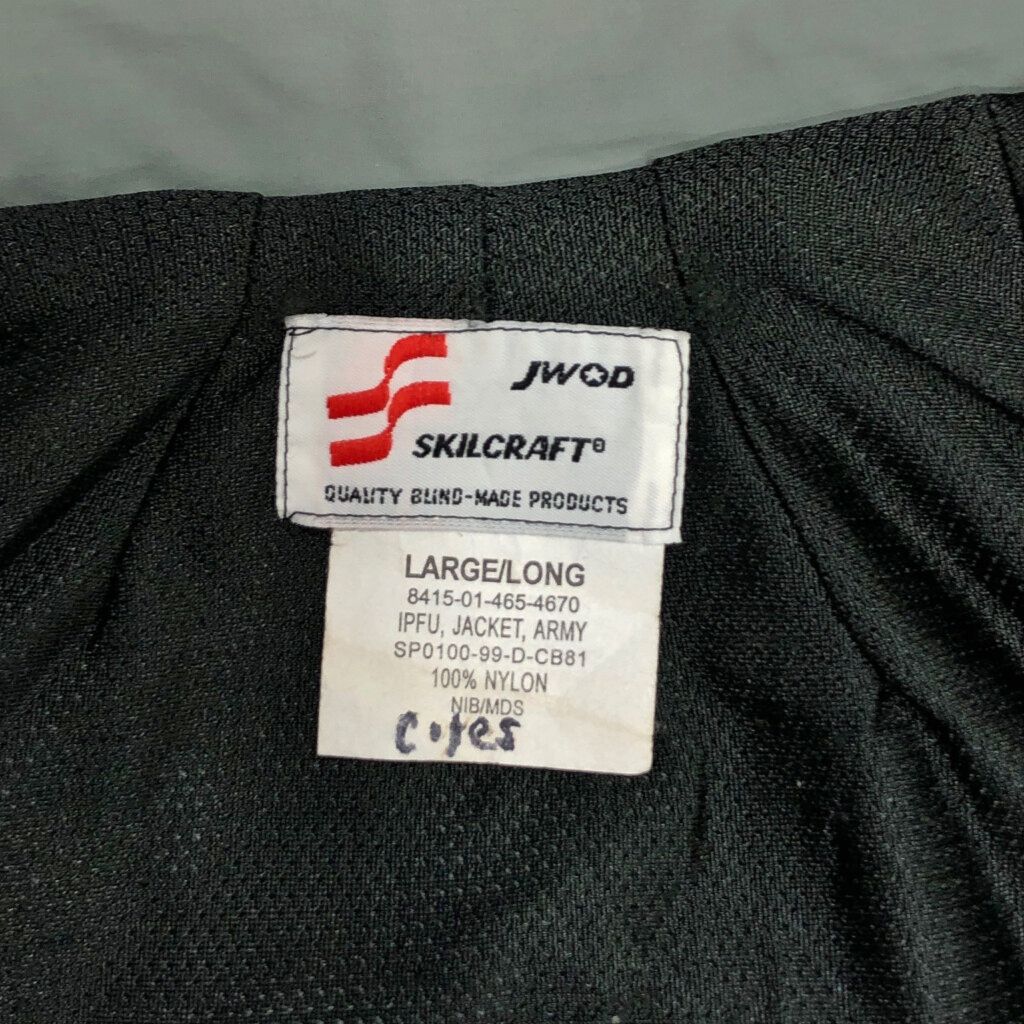 JWOD
SKILCRAFT®
QUALITY BLIND-MADE PRODUCTS
LARGE/LONG
8415-01-465-4670
IPFU, JACKET, ARMY
SP0100-99-D-CB81
100% NYLON
NIB/MDS